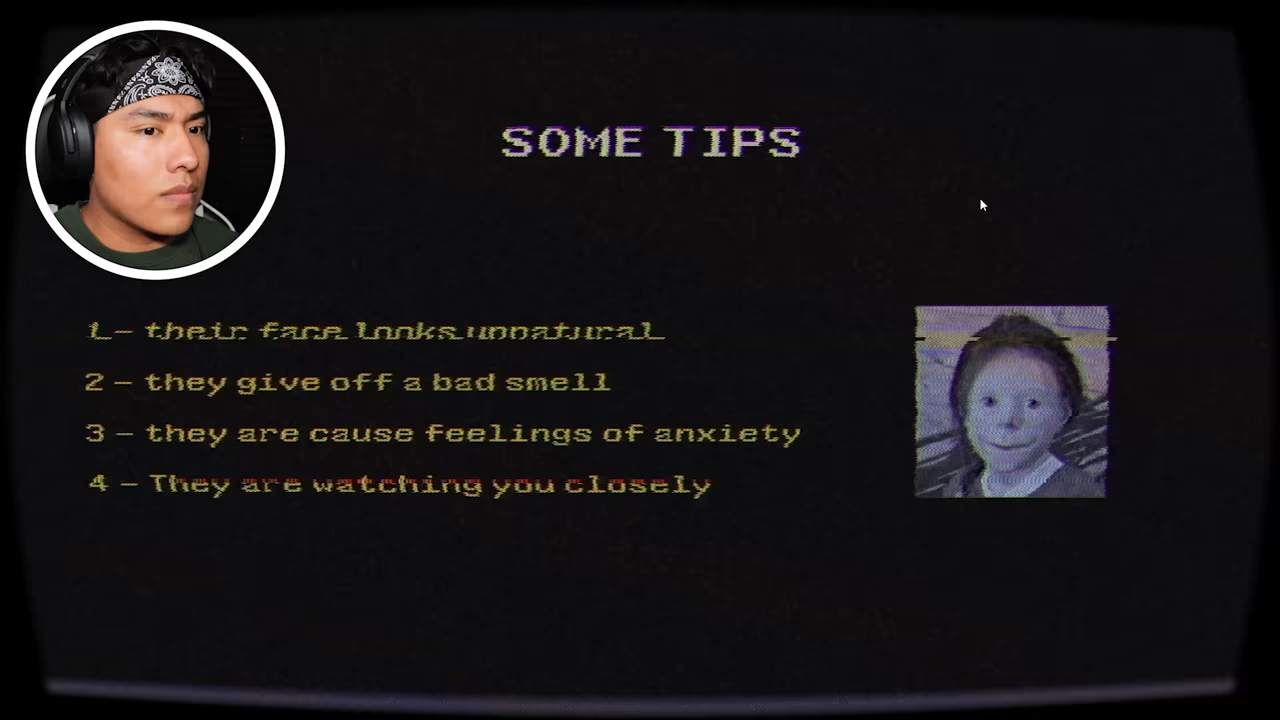 SOME TIPS
1- their face looks unnatural
2 - they give off a bad smell
3 - they are cause feelings of anxiety
4 - They are watching you closely